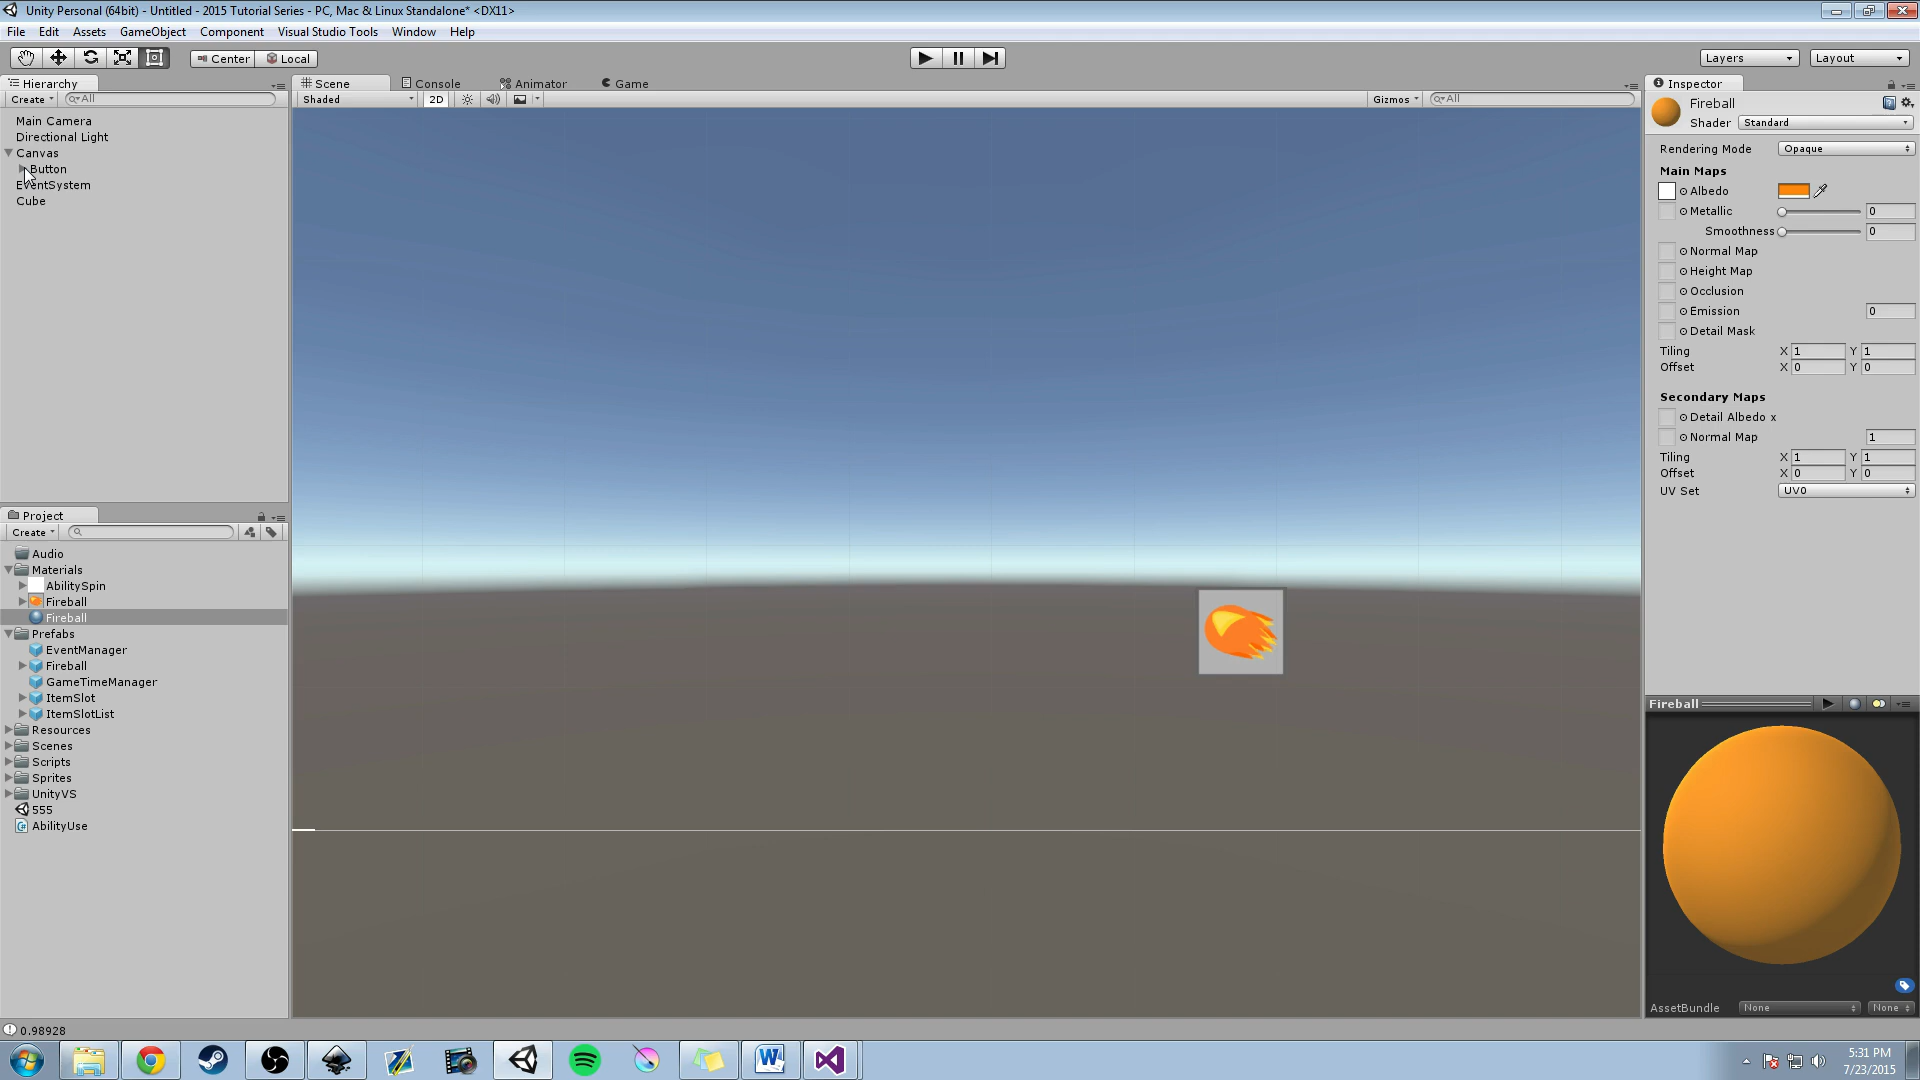 Unity Personal (64bit) - Untitled - 2015 Tutorial Series - PC, Mac & Linux Standalone* <DX11>
File Edit Assets GameObject Component Visual Studio Tools Window Help
Center Local Layers Layout
Hierarchy Scene Console Animator Game Inspector
Create All Shaded 2D Gizmos All Fireball
Main Camera Shader Standard
Directional Light
Canvas Rendering Mode Opaque
Button Main Maps
EventSystem Albedo
Cube Metallic 0
Smoothness 0
Normal Map
Height Map
Occlusion
Emission 0
Detail Mask
Tiling X 1 Y 1
Offset X 0 Y 0
Secondary Maps
Detail Albedo x
Normal Map 1
Tiling X 1 Y 1
Offset X 0 Y 0
UV Set UV0
Project
Create
Audio
Materials
AbilitySpin
Fireball
Fireball
Prefabs
EventManager
Fireball
GameTimeManager
ItemSlot
ItemSlotList Fireball
Resources
Scenes
Scripts
Sprites
UnityVS
555
AbilityUse
AssetBundle None None
0.98928
5:31 PM
7/23/2015